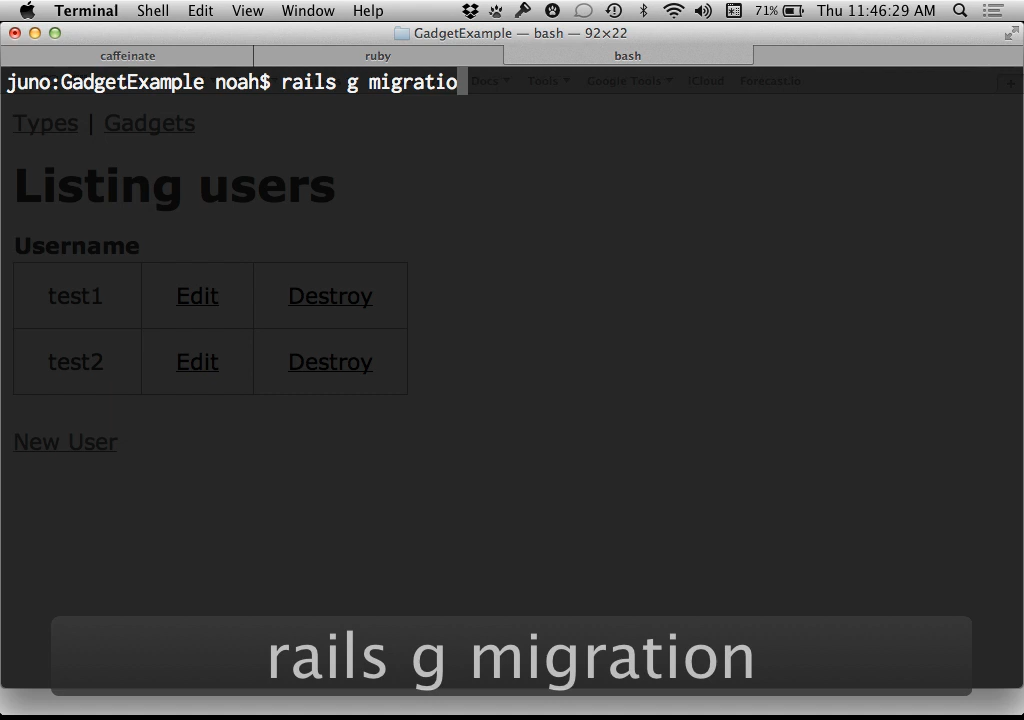 Terminal Shell Edit View Window Help 71% Thu 11:46:29 AM
GadgetExample — bash — 92×22
caffeinate ruby bash
juno:GadgetExample noah$ rails g migratio
Docs ▾ Tools ▾ Google Tools ▾ iCloud Forecast.io +
Types | Gadgets
Listing users
Username
test1 Edit Destroy
test2 Edit Destroy
New User
rails g migration